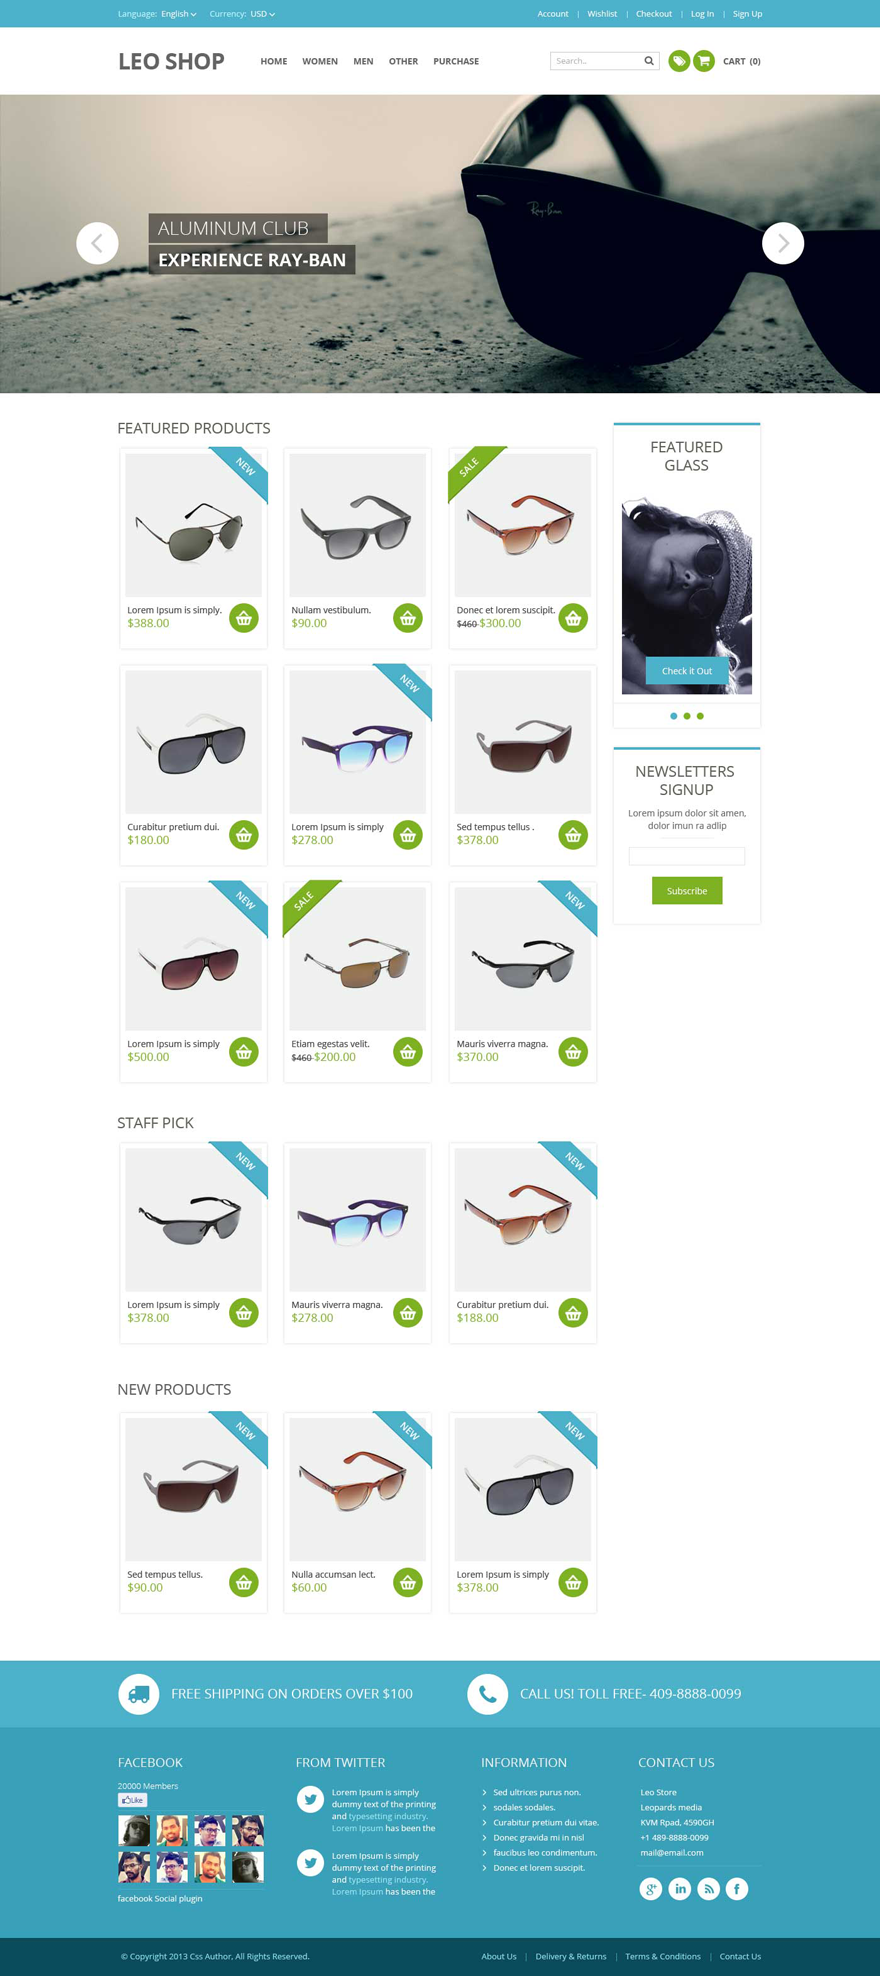 Language: English Currency: USD Account | Wishlist | Checkout | Log In | Sign Up
LEO SHOP HOME WOMEN MEN OTHER PURCHASE Search.. CART (0)
Ray-Ban
ALUMINUM CLUB
EXPERIENCE RAY-BAN
FEATURED PRODUCTS
NEW
Lorem Ipsum is simply.
$388.00
Nullam vestibulum.
$90.00
SALE
Donec et lorem suscipit.
$460 $300.00
Curabitur pretium dui.
$180.00
NEW
Lorem Ipsum is simply
$278.00
Sed tempus tellus .
$378.00
NEW
Lorem Ipsum is simply
$500.00
SALE
Etiam egestas velit.
$460 $200.00
NEW
Mauris viverra magna.
$370.00
FEATURED
GLASS
Check it Out
NEWSLETTERS
SIGNUP
Lorem ipsum dolor sit amen,
dolor imun ra adlip
Subscribe
STAFF PICK
NEW
Lorem Ipsum is simply
$378.00
Mauris viverra magna.
$278.00
NEW
Curabitur pretium dui.
$188.00
NEW PRODUCTS
NEW
Sed tempus tellus.
$90.00
NEW
Nulla accumsan lect.
$60.00
NEW
Lorem Ipsum is simply
$378.00
FREE SHIPPING ON ORDERS OVER $100
CALL US! TOLL FREE- 409-8888-0099
FACEBOOK
20000 Members
Like
facebook Social plugin
FROM TWITTER
Lorem Ipsum is simply
dummy text of the printing
and typesetting industry.
Lorem Ipsum has been the
Lorem Ipsum is simply
dummy text of the printing
and typesetting industry.
Lorem Ipsum has been the
INFORMATION
Sed ultrices purus non.
sodales sodales.
Curabitur pretium dui vitae.
Donec gravida mi in nisl
faucibus leo condimentum.
Donec et lorem suscipit.
CONTACT US
Leo Store
Leopards media
KVM Rpad, 4590GH
+1 489-8888-0099
mail@email.com
g+ in f
© Copyright 2013 Css Author, All Rights Reserved.
About Us | Delivery & Returns | Terms & Conditions | Contact Us